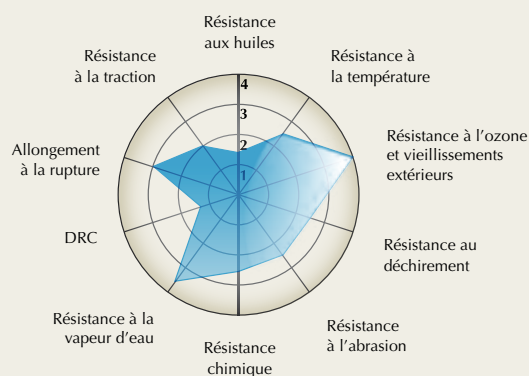 Résistance
aux huiles
Résistance à
la température
Résistance à l'ozone
et vieillissements
extérieurs
Résistance au
déchirement
Résistance
à l'abrasion
Résistance
chimique
Résistance à la
vapeur d'eau
DRC
Allongement
à la rupture
Résistance
à la traction
4
3
2
1